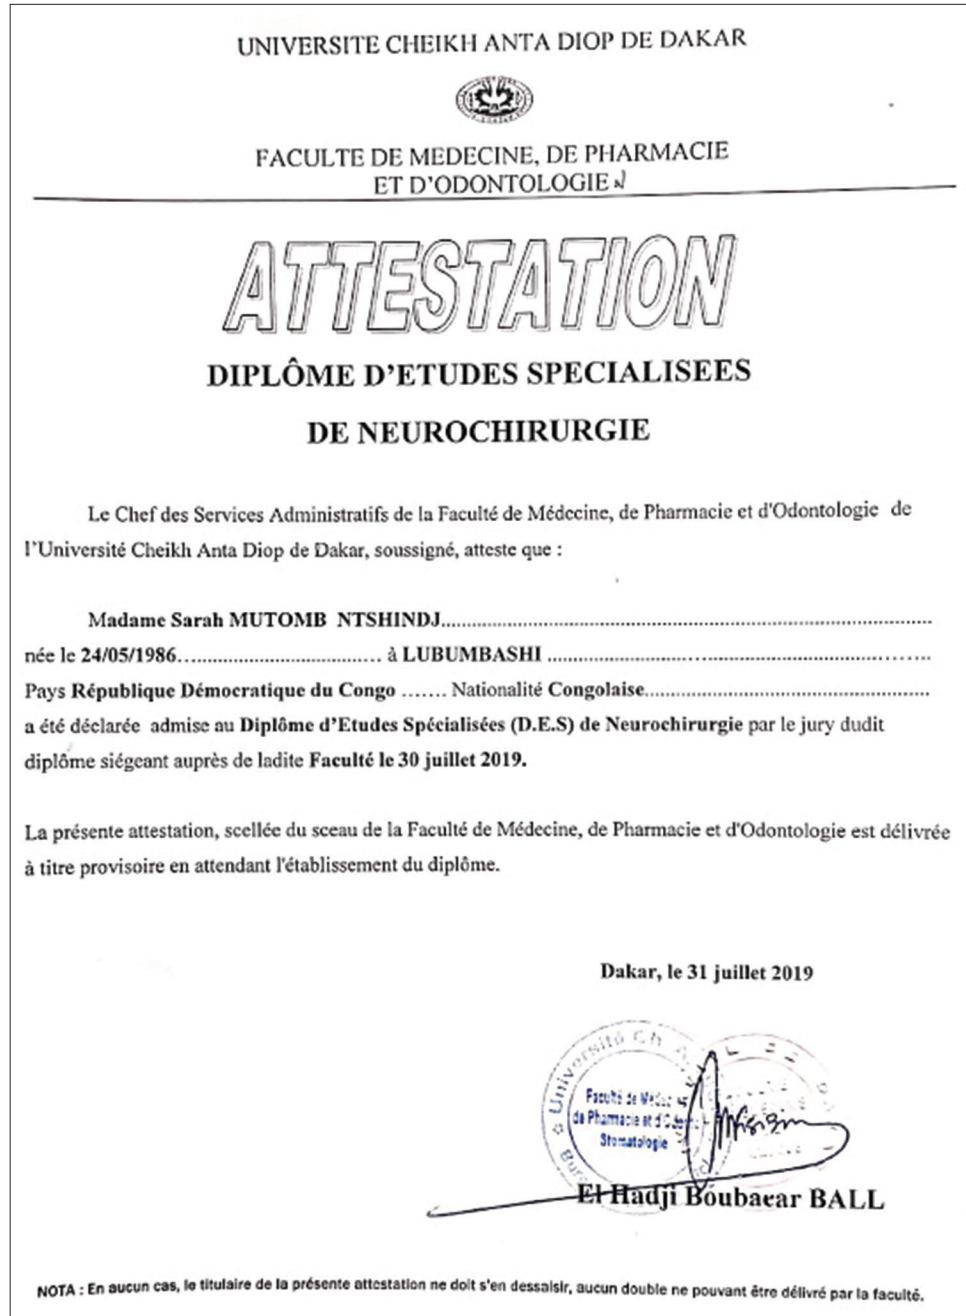 UNIVERSITE CHEIKH ANTA DIOP DE DAKAR
FACULTE DE MEDECINE, DE PHARMACIE
ET D'ODONTOLOGIE
ATTESTATION
DIPLÔME D'ETUDES SPECIALISEES
DE NEUROCHIRURGIE
Le Chef des Services Administratifs de la Faculté de Médecine, de Pharmacie et d'Odontologie de
l'Université Cheikh Anta Diop de Dakar, soussigné, atteste que :
Madame Sarah MUTOMB NTSHINDJ..........................................................................................
née le 24/05/1986.................................. à LUBUMBASHI ..................................................................
Pays République Démocratique du Congo ....... Nationalité Congolaise..................................................
a été déclarée admise au Diplôme d'Etudes Spécialisées (D.E.S) de Neurochirurgie par le jury dudit
diplôme siégeant auprès de ladite Faculté le 30 juillet 2019.
La présente attestation, scellée du sceau de la Faculté de Médecine, de Pharmacie et d'Odontologie est délivrée
à titre provisoire en attendant l'établissement du diplôme.
Dakar, le 31 juillet 2019
Université Ch
Faculté de
de Pharmacie et
Stomatologie
El Hadji Boubacar BALL
NOTA : En aucun cas, le titulaire de la présente attestation ne doit s'en dessaisir, aucun double ne pouvant être délivré par la faculté.